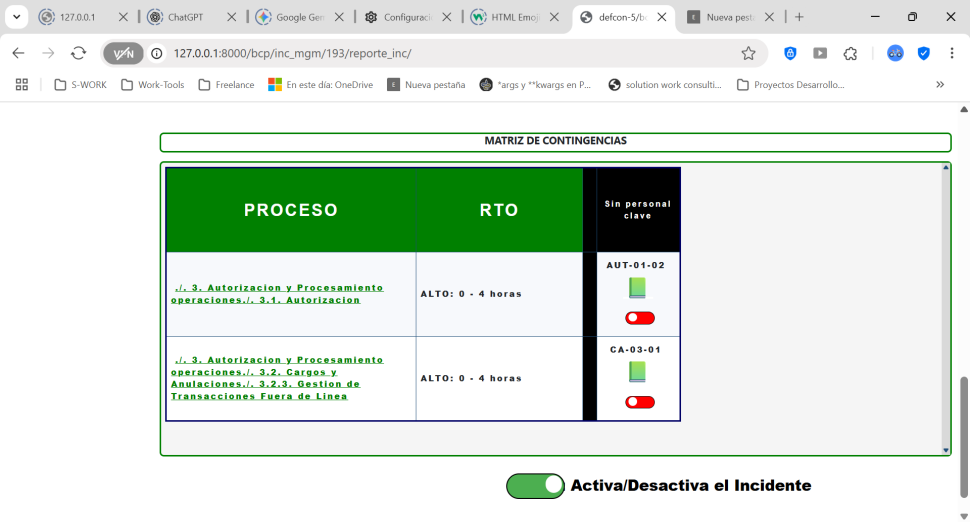 127.0.0.1
ChatGPT
Google Gen
Configuraci
HTML Emoj
defcon-5/bc
Nueva pest
VPN
127.0.0.1:8000/bcp/inc_mgm/193/reporte_inc/
S-WORK
Work-Tools
Freelance
En este día: OneDrive
E
Nueva pestaña
*args y **kwargs en P...
solution work consulti...
Proyectos Desarrollo...
MATRIZ DE CONTINGENCIAS
PROCESO
RTO
Sin personal
clave
AUT-01-02
./. 3. Autorizacion y Procesamiento
operaciones./. 3.1. Autorizacion
ALTO: 0 - 4 horas
CA-03-01
./. 3. Autorizacion y Procesamiento
operaciones./. 3.2. Cargos y
Anulaciones./. 3.2.3. Gestion de
Transacciones Fuera de Linea
ALTO: 0 - 4 horas
Activa/Desactiva el Incidente